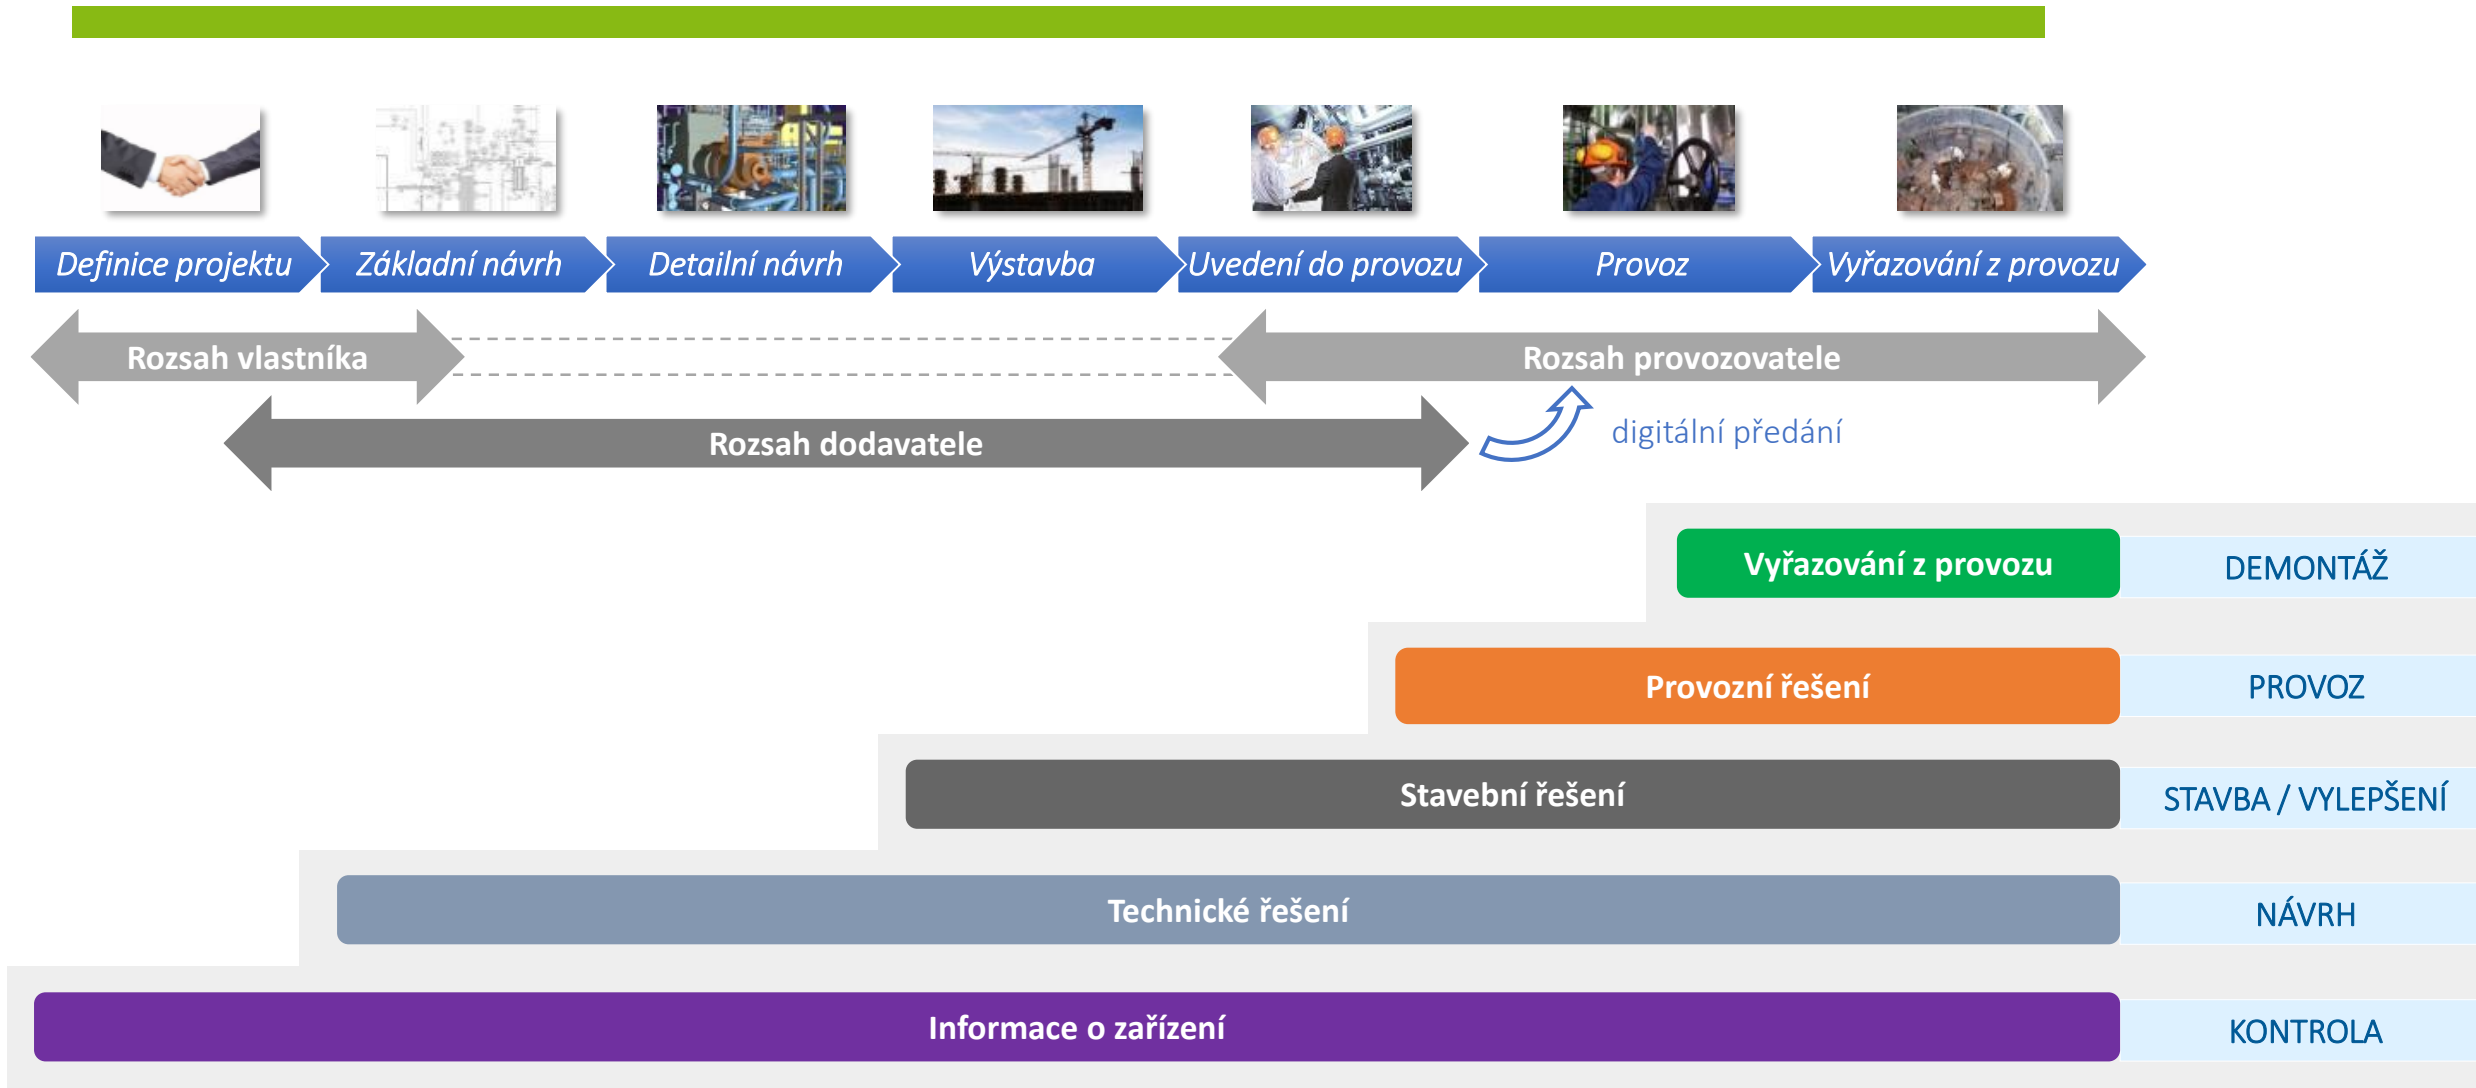 Definice projektu
Základní návrh
Detailní návrh
Výstavba
Uvedení do provozu
Provoz
Vyřazování z provozu
Rozsah vlastníka
Rozsah provozovatele
Rozsah dodavatele
digitální předání
Vyřazování z provozu
DEMONTÁŽ
Provozní řešení
PROVOZ
Stavební řešení
STAVBA / VYLEPŠENÍ
Technické řešení
NÁVRH
Informace o zařízení
KONTROLA